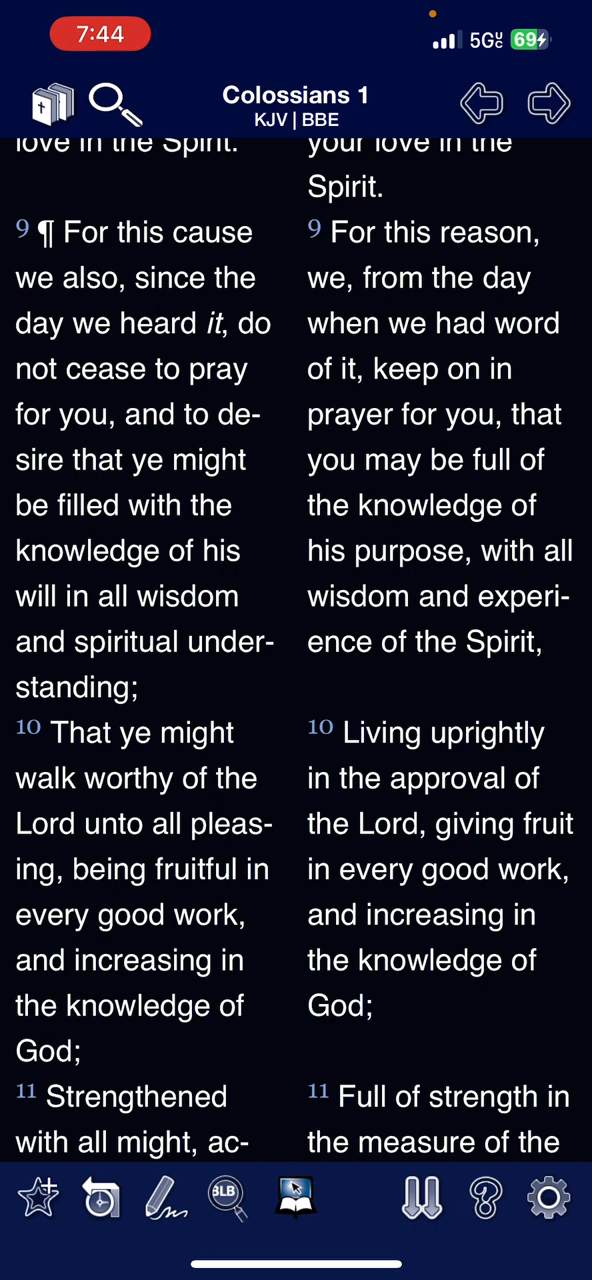 7:44
5G
69
Colossians 1
KJV | BBE
love in the Spirit.
9 ¶ For this cause
we also, since the
day we heard it, do
not cease to pray
for you, and to de-
sire that ye might
be filled with the
knowledge of his
will in all wisdom
and spiritual under-
standing;
10 That ye might
walk worthy of the
Lord unto all pleas-
ing, being fruitful in
every good work,
and increasing in
the knowledge of
God;
11 Strengthened
with all might, ac-
your love in the
Spirit.
9 For this reason,
we, from the day
when we had word
of it, keep on in
prayer for you, that
you may be full of
the knowledge of
his purpose, with all
wisdom and experi-
ence of the Spirit,
10 Living uprightly
in the approval of
the Lord, giving fruit
in every good work,
and increasing in
the knowledge of
God;
11 Full of strength in
the measure of the
BLB